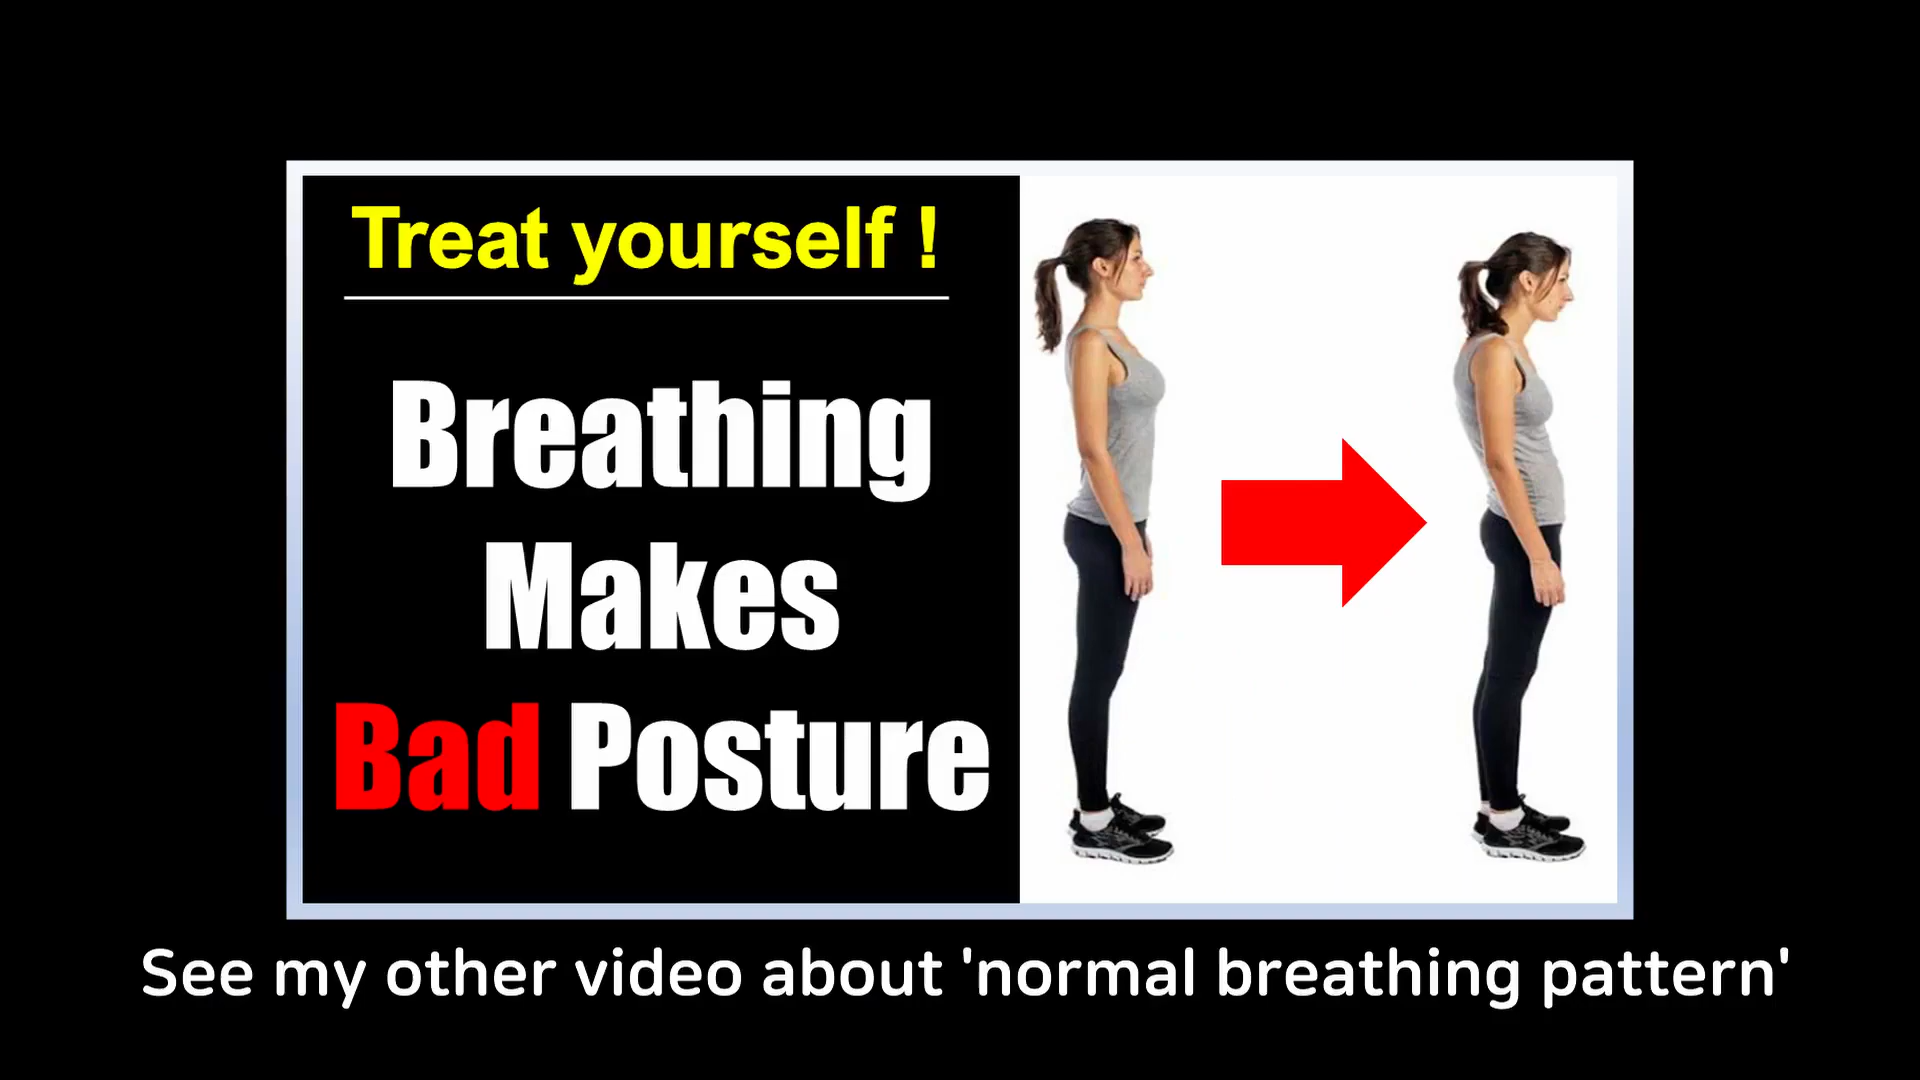 Treat yourself !
Breathing
Makes
Bad Posture
See my other video about 'normal breathing pattern'